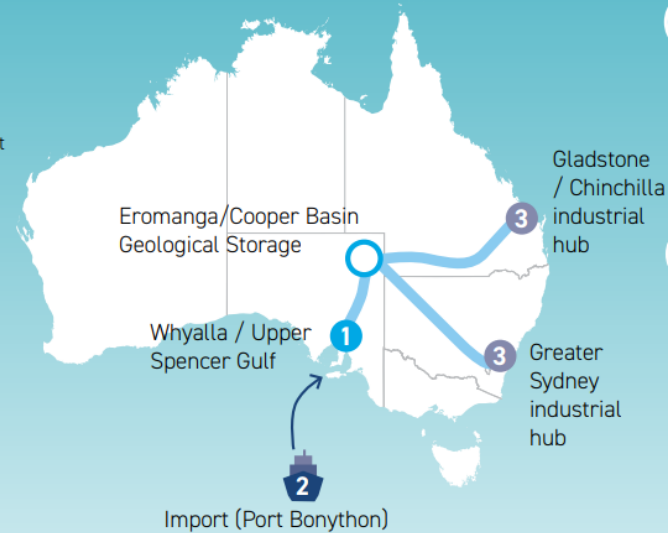 t
Gladstone
/ Chinchilla
industrial
hub
3
Eromanga/Cooper Basin
Geological Storage
Whyalla / Upper
Spencer Gulf
1
3
Greater
Sydney
industrial
hub
2
Import (Port Bonython)